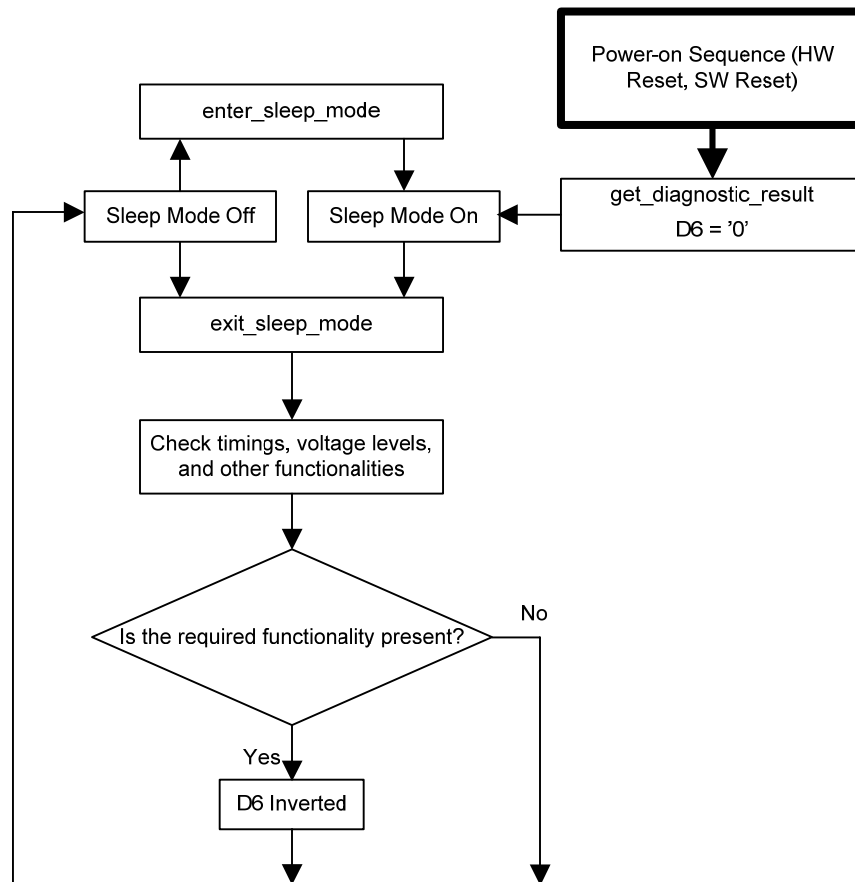 Power-on Sequence (HW
Reset, SW Reset)
enter_sleep_mode
get_diagnostic_result
D6 = '0'
Sleep Mode Off
Sleep Mode On
exit_sleep_mode
Check timings, voltage levels,
and other functionalities
Is the required functionality present?
No
Yes
D6 Inverted